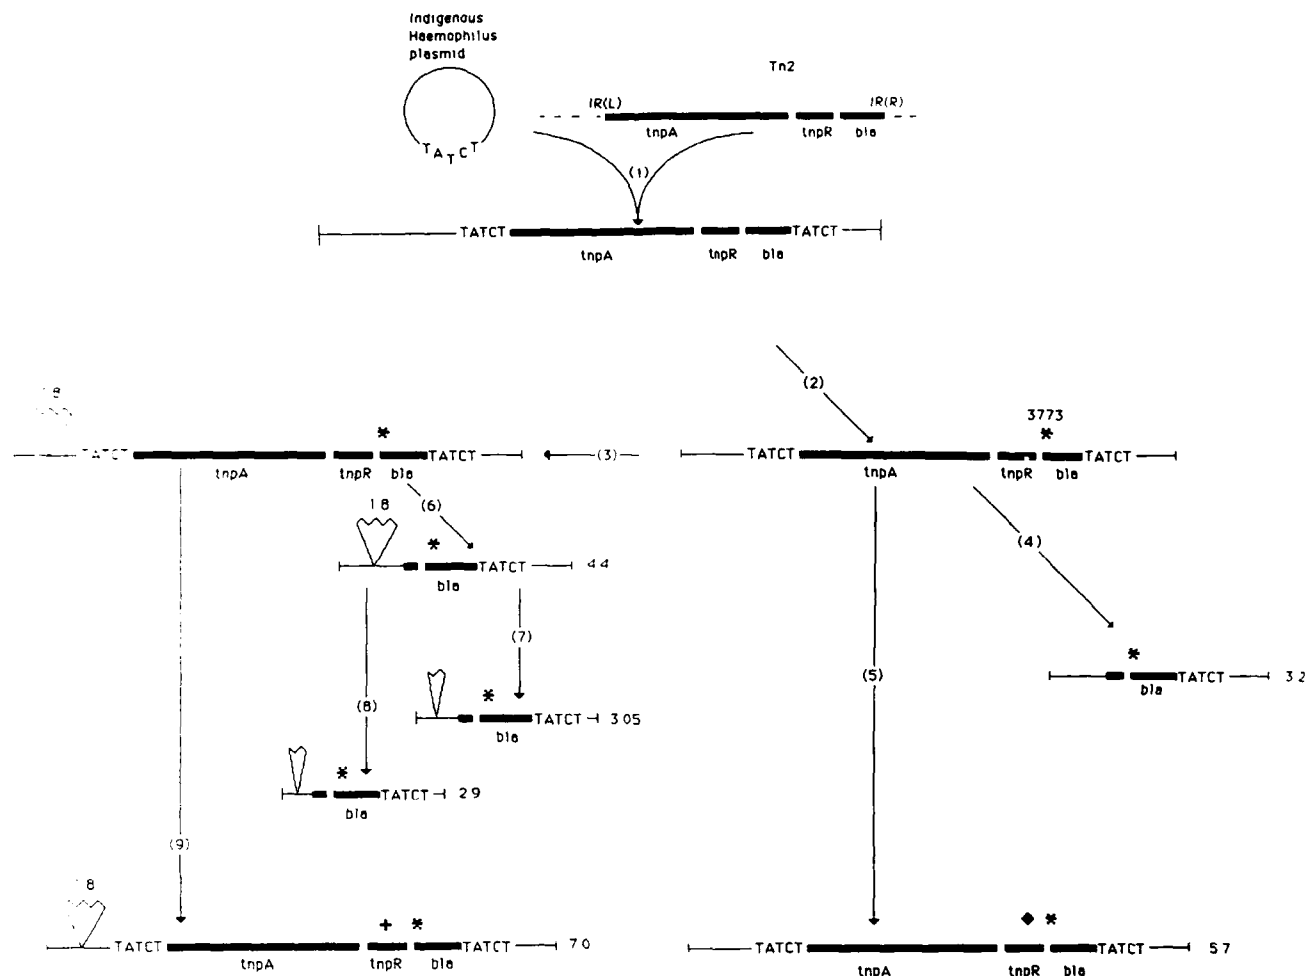 Indigenous
Haemophilus
plasmid
Tn2
IR(L)
IR(R)
tnpA
tnpR
bla
TATCT
(1)
TATCT
TATCT
tnpA
tnpR
bla
(2)
18
3773
*
*
TATCT
TATCT
(3)
TATCT
TATCT
tnpA
tnpR
bla
tnpA
tnpR
bla
18
(6)
(4)
*
TATCT
44
bla
(7)
(5)
*
TATCT
32
bla
(8)
*
TATCT
305
bla
*
TATCT
29
bla
(9)
18
+
*
◆
*
TATCT
TATCT
70
TATCT
TATCT
57
tnpA
tnpR
bla
tnpA
tnpR
bla